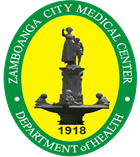 ZAMBOANGA CITY MEDICAL CENTER
1918
DEPARTMENT of HEALTH